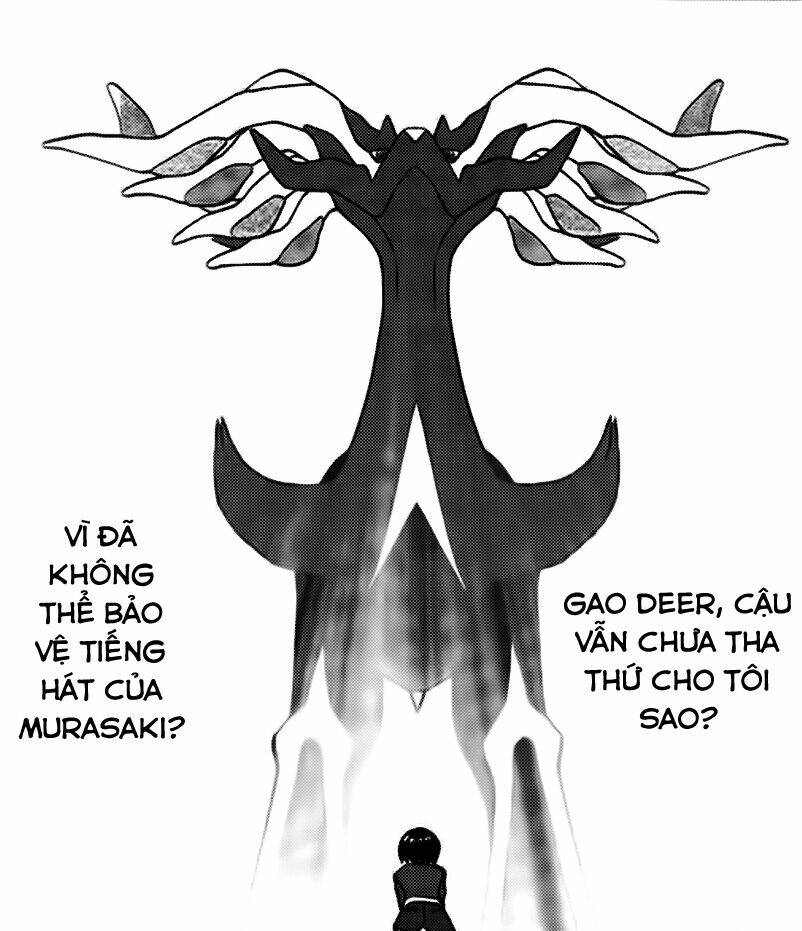 GAO DEER, CẬU
VẪN CHƯA THA
THỨ CHO TÔI
SAO?
VÌ ĐÃ
KHÔNG
THỂ BẢO
VỆ TIẾNG
HÁT CỦA
MURASAKI?